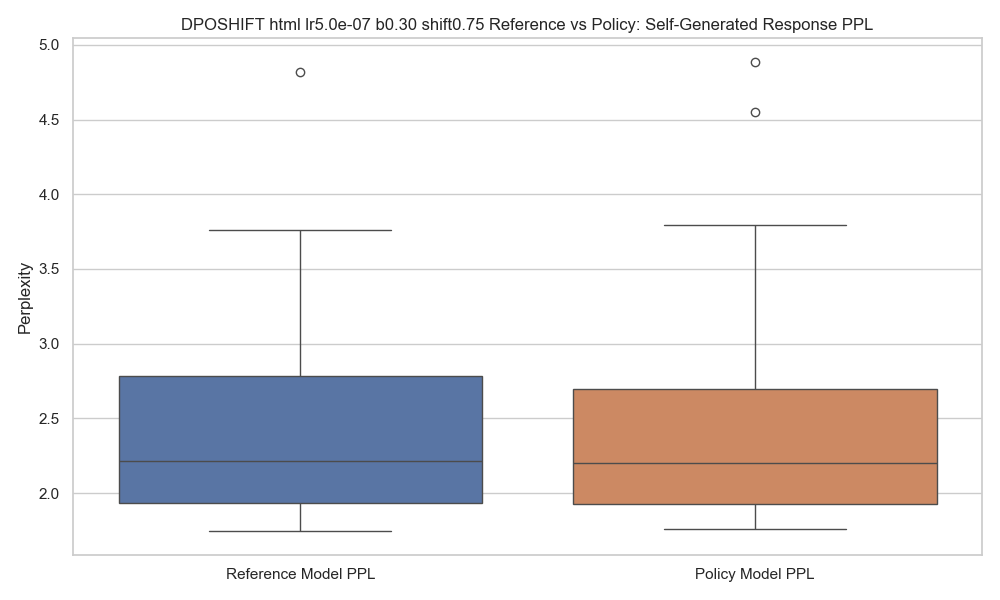 DPOSHIFT html lr5.0e-07 b0.30 shift0.75 Reference vs Policy: Self-Generated Response PPL
5.0
4.5
4.0
3.5
3.0
2.5
2.0
Perplexity
Reference Model PPL
Policy Model PPL